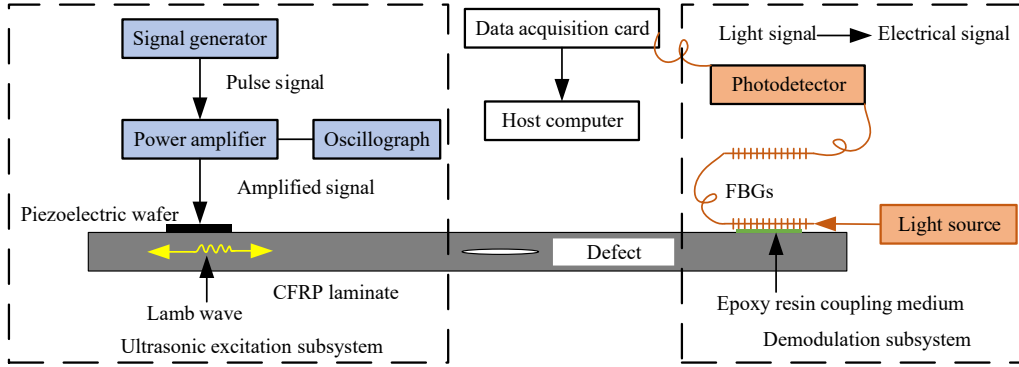 Signal generator
Pulse signal
Power amplifier
Oscillograph
Amplified signal
Piezoelectric wafer
Lamb wave
CFRP laminate
Ultrasonic excitation subsystem
Data acquisition card
Host computer
Defect
Light signal
Electrical signal
Photodetector
FBGs
Light source
Epoxy resin coupling medium
Demodulation subsystem